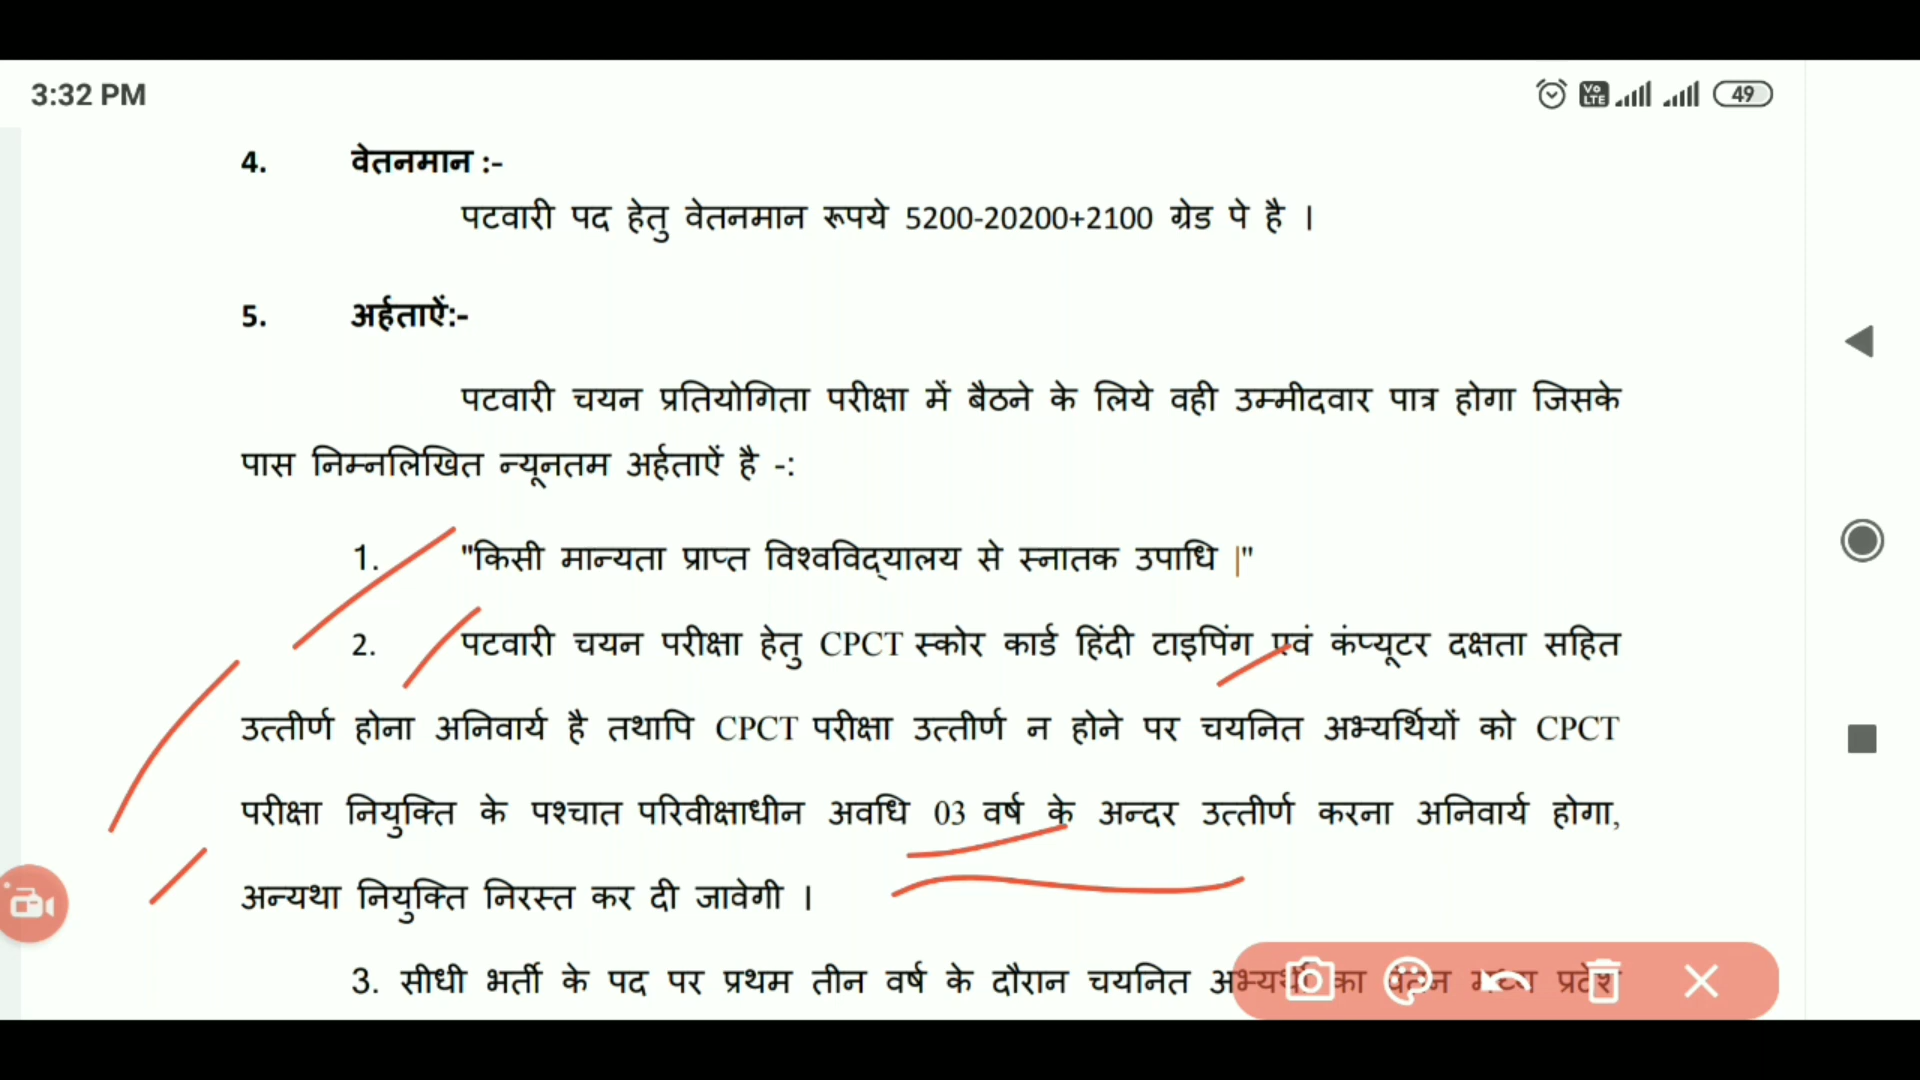 3:32 PM
Vo LTE
49
4. वेतनमान :-
पटवारी पद हेतु वेतनमान रूपये 5200-20200+2100 ग्रेड पे है ।
5. अर्हताऐं:-
पटवारी चयन प्रतियोगिता परीक्षा में बैठने के लिये वही उम्मीदवार पात्र होगा जिसके
पास निम्नलिखित न्यूनतम अर्हताऐं है -:
1. "किसी मान्यता प्राप्त विश्वविद्यालय से स्नातक उपाधि |"
2. पटवारी चयन परीक्षा हेतु CPCT स्कोर कार्ड हिंदी टाइपिंग एवं कंप्यूटर दक्षता सहित
उत्तीर्ण होना अनिवार्य है तथापि CPCT परीक्षा उत्तीर्ण न होने पर चयनित अभ्यर्थियों को CPCT
परीक्षा नियुक्ति के पश्चात परिवीक्षाधीन अवधि 03 वर्ष के अन्दर उत्तीर्ण करना अनिवार्य होगा,
अन्यथा नियुक्ति निरस्त कर दी जावेगी ।
3. सीधी भर्ती के पद पर प्रथम तीन वर्ष के दौरान चयनित का मध्य